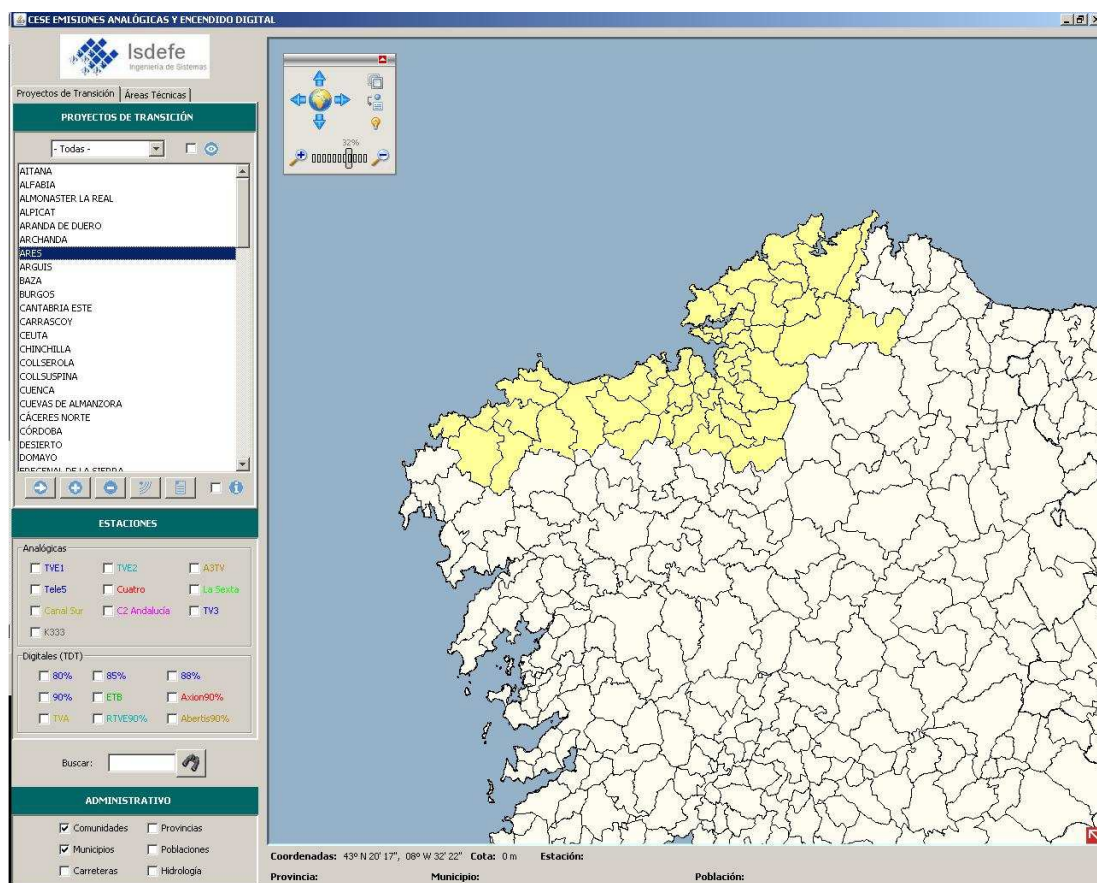 CESE EMISIONES ANALÓGICAS Y ENCENDIDO DIGITAL
Isdefe
Ingeniería de Sistemas
Proyectos de Transición Áreas Técnicas
PROYECTOS DE TRANSICIÓN
- Todas -
32%
AITANA
ALFABIA
ALMONASTER LA REAL
ALPICAT
ARANDA DE DUERO
ARCHANDA
ARES
ARGUIS
BAZA
BURGOS
CANTABRIA ESTE
CARRASCOY
CEUTA
CHINCHILLA
COLLSEROLA
COLLSUSPINA
CUENCA
CUEVAS DE ALMANZORA
CÁCERES NORTE
CÓRDOBA
DESIERTO
DOMAYO
FREGENAL DE LA SIERRA
ESTACIONES
Analógicas
TVE1 TVE2 A3TV
Tele5 Cuatro La Sexta
Canal Sur C2 Andalucía TV3
K333
Digitales (TDT)
80% 85% 88%
90% ETB Axion90%
TVA RTVE90% Abertis90%
Buscar:
ADMINISTRATIVO
Comunidades Provincias
Municipios Poblaciones
Carreteras Hidrología
Coordenadas: 43º N 20' 17", 08º W 32' 22" Cota: 0 m Estación:
Provincia: Municipio: Población: